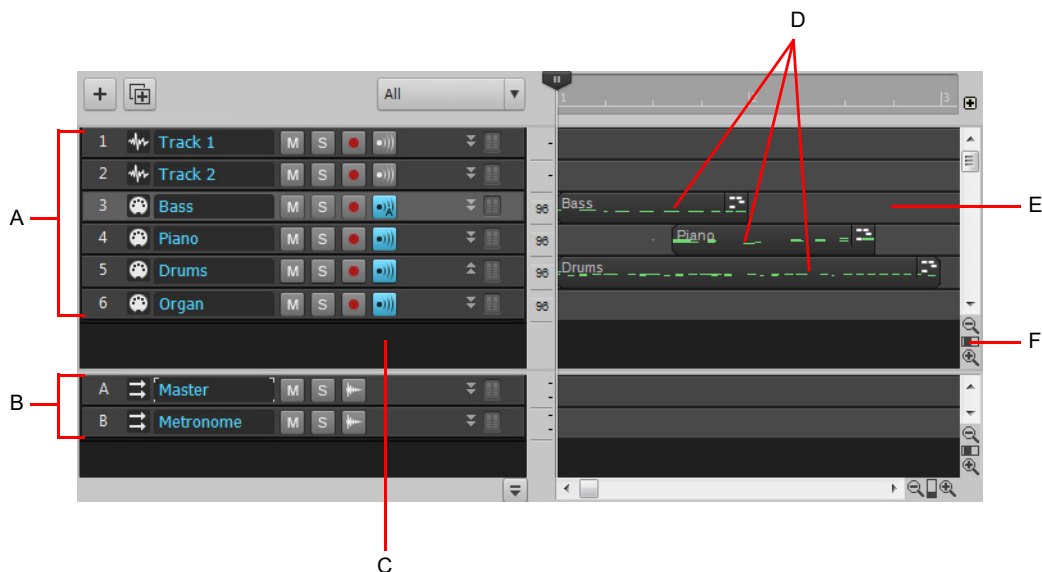 D
+
All
1 2 3
A
1 Track 1 M S -
2 Track 2 M S -
3 Bass M S A 96 Bass
E
4 Piano M S 96 Piano
5 Drums M S 96 Drums
6 Organ M S 96
F
B
A Master M S - -
B Metronome M S - -
C